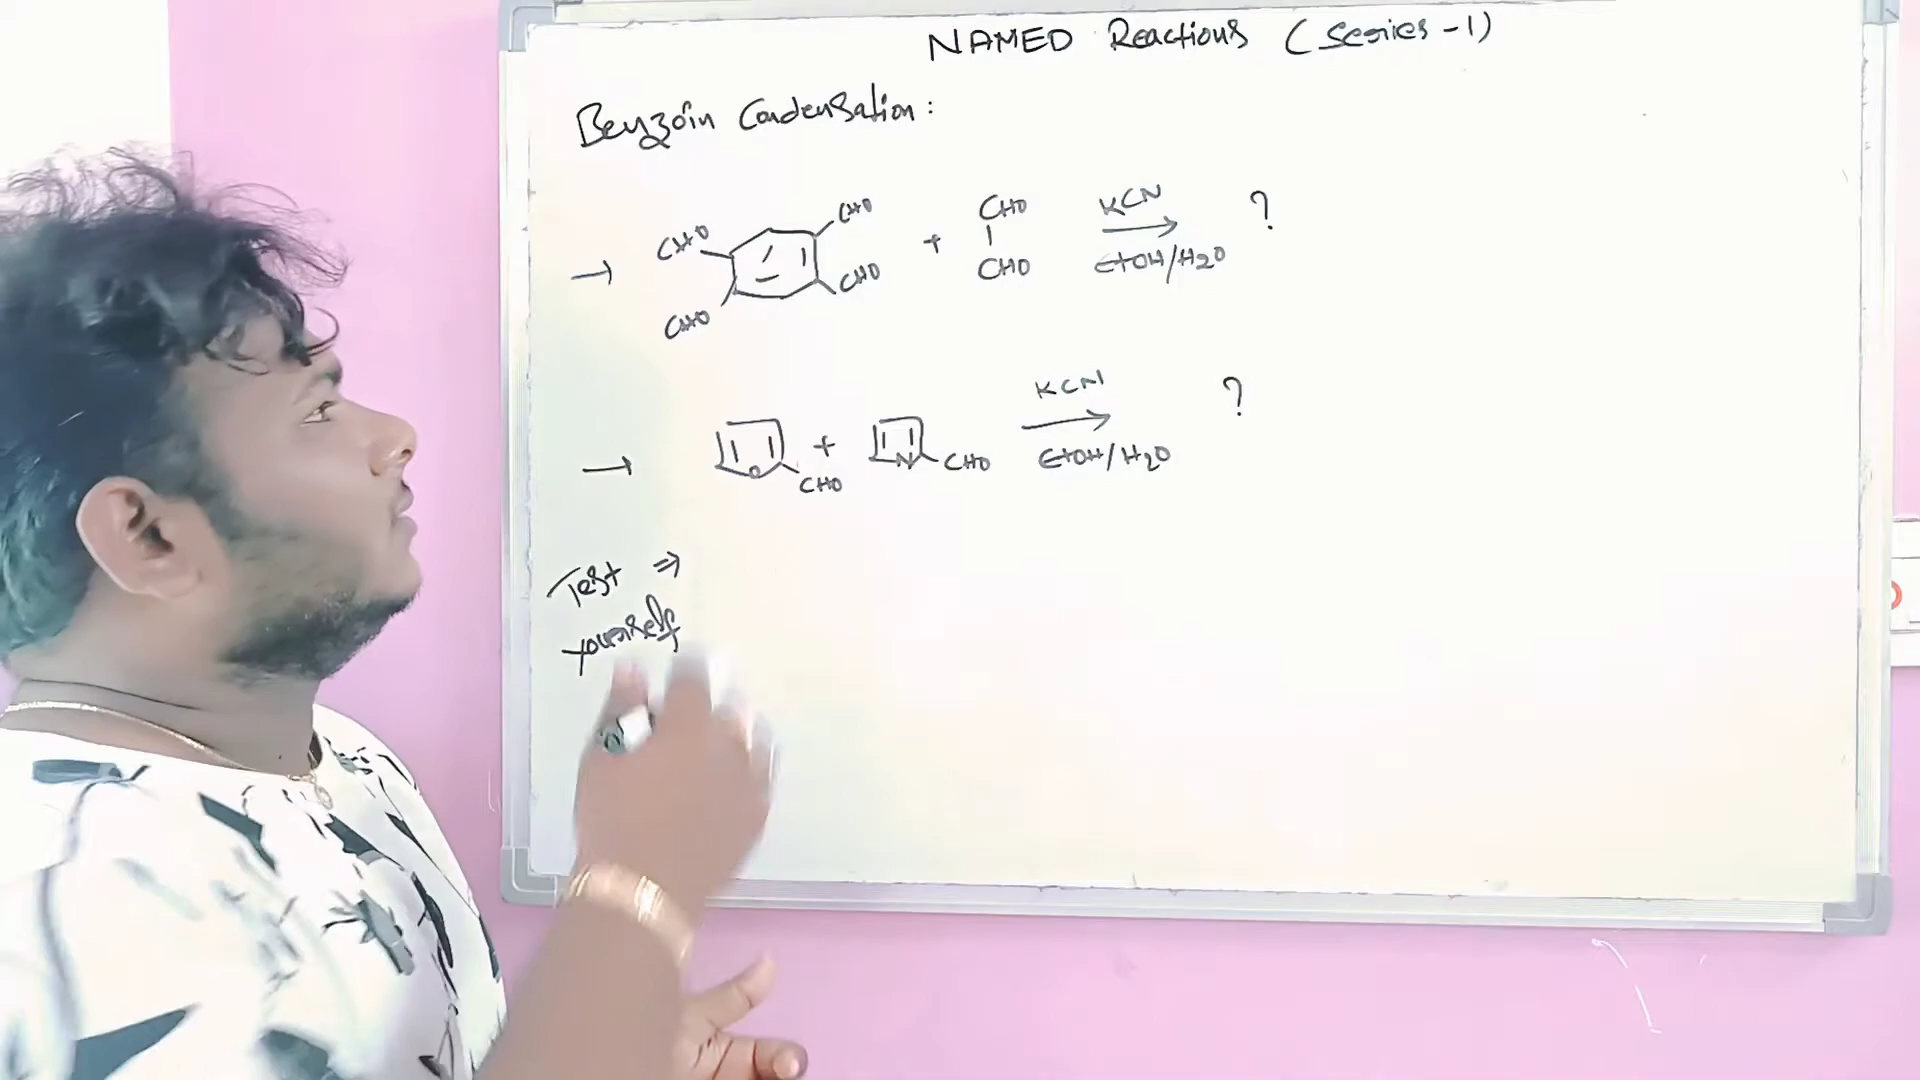 NAMED Reactions (Series-1)
Benzoin Condensation:
→ CHO CHO CHO CHO + CHO CHO KCN EtOH/H2O ?
→ O CHO + N CHO KCN EtOH/H2O ?
Test ⇒
yourself